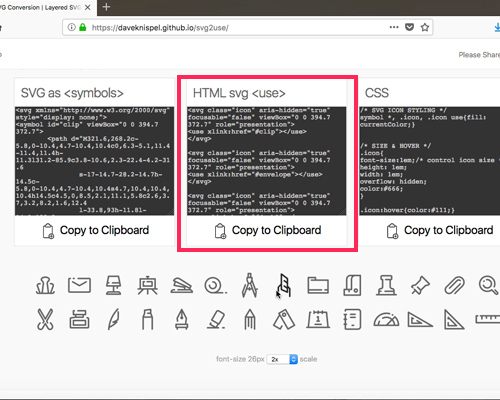 VG Conversion | Layered SVG
https://daveknispel.github.io/svg2use/
Please Share
SVG as <symbols>
<svg xmlns="http://www.w3.org/2000/svg"
style="display: none;">
<symbol id="clip" viewBox="0 0 394.7
372.7">
<path d="M321.6,268.2c-
5.8,0-10.4,4.7-10.4,10.4c0,6.3-5.1,11.4
-11.4,11.4h-
11.3131.2-85.9c3.8-10.6,2.3-22.4-4.2-31
.6
s-17-14.7-28.2-14.7h-
14.5c-
5.8,0-10.4,4.7-10.4,10.4s4.7,10.4,10.4,
10.4h14.5c4.5,0,8.5,2.1,11.1,5.8c2.6,3.
7,3.2,8.2,1.6,12.4
l-33.8,93h-11.8l-
Copy to Clipboard
HTML svg <use>
<svg class="icon" aria-hidden="true"
focusable="false" viewBox="0 0 394.7
372.7" role="presentation">
<use xlink:href="#clip"></use>
</svg>
<svg class="icon" aria-hidden="true"
focusable="false" viewBox="0 0 394.7
372.7" role="presentation">
<use xlink:href="#envelope"></use>
</svg>
<svg class="icon" aria-hidden="true"
focusable="false" viewBox="0 0 394.7
372.7" role="presentation">
Copy to Clipboard
CSS
/* SVG ICON STYLING */
symbol *, .icon, .icon use{fill:
currentColor;}
/* SIZE & HOVER */
.icon{
font-size:1em;/* control icon size
height: 1em;
width: 1em;
overflow: hidden;
color:#666;
}
.icon:hover{color:#111;}
Copy to Clipboard
1
font-size 26px 2x scale